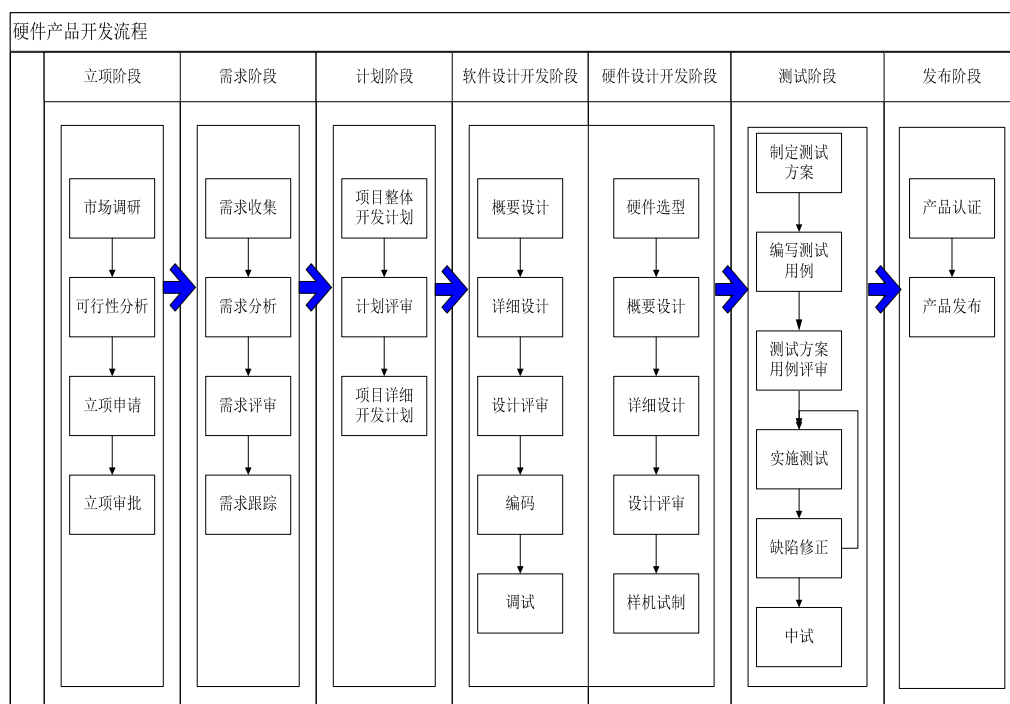 硬件产品开发流程
立项阶段
需求阶段
计划阶段
软件设计开发阶段
硬件设计开发阶段
测试阶段
发布阶段
市场调研
可行性分析
立项申请
立项审批
需求收集
需求分析
需求评审
需求跟踪
项目整体
开发计划
计划评审
项目详细
开发计划
概要设计
详细设计
设计评审
编码
调试
硬件选型
概要设计
详细设计
设计评审
样机试制
制定测试
方案
编写测试
用例
测试方案
用例评审
实施测试
缺陷修正
中试
产品认证
产品发布